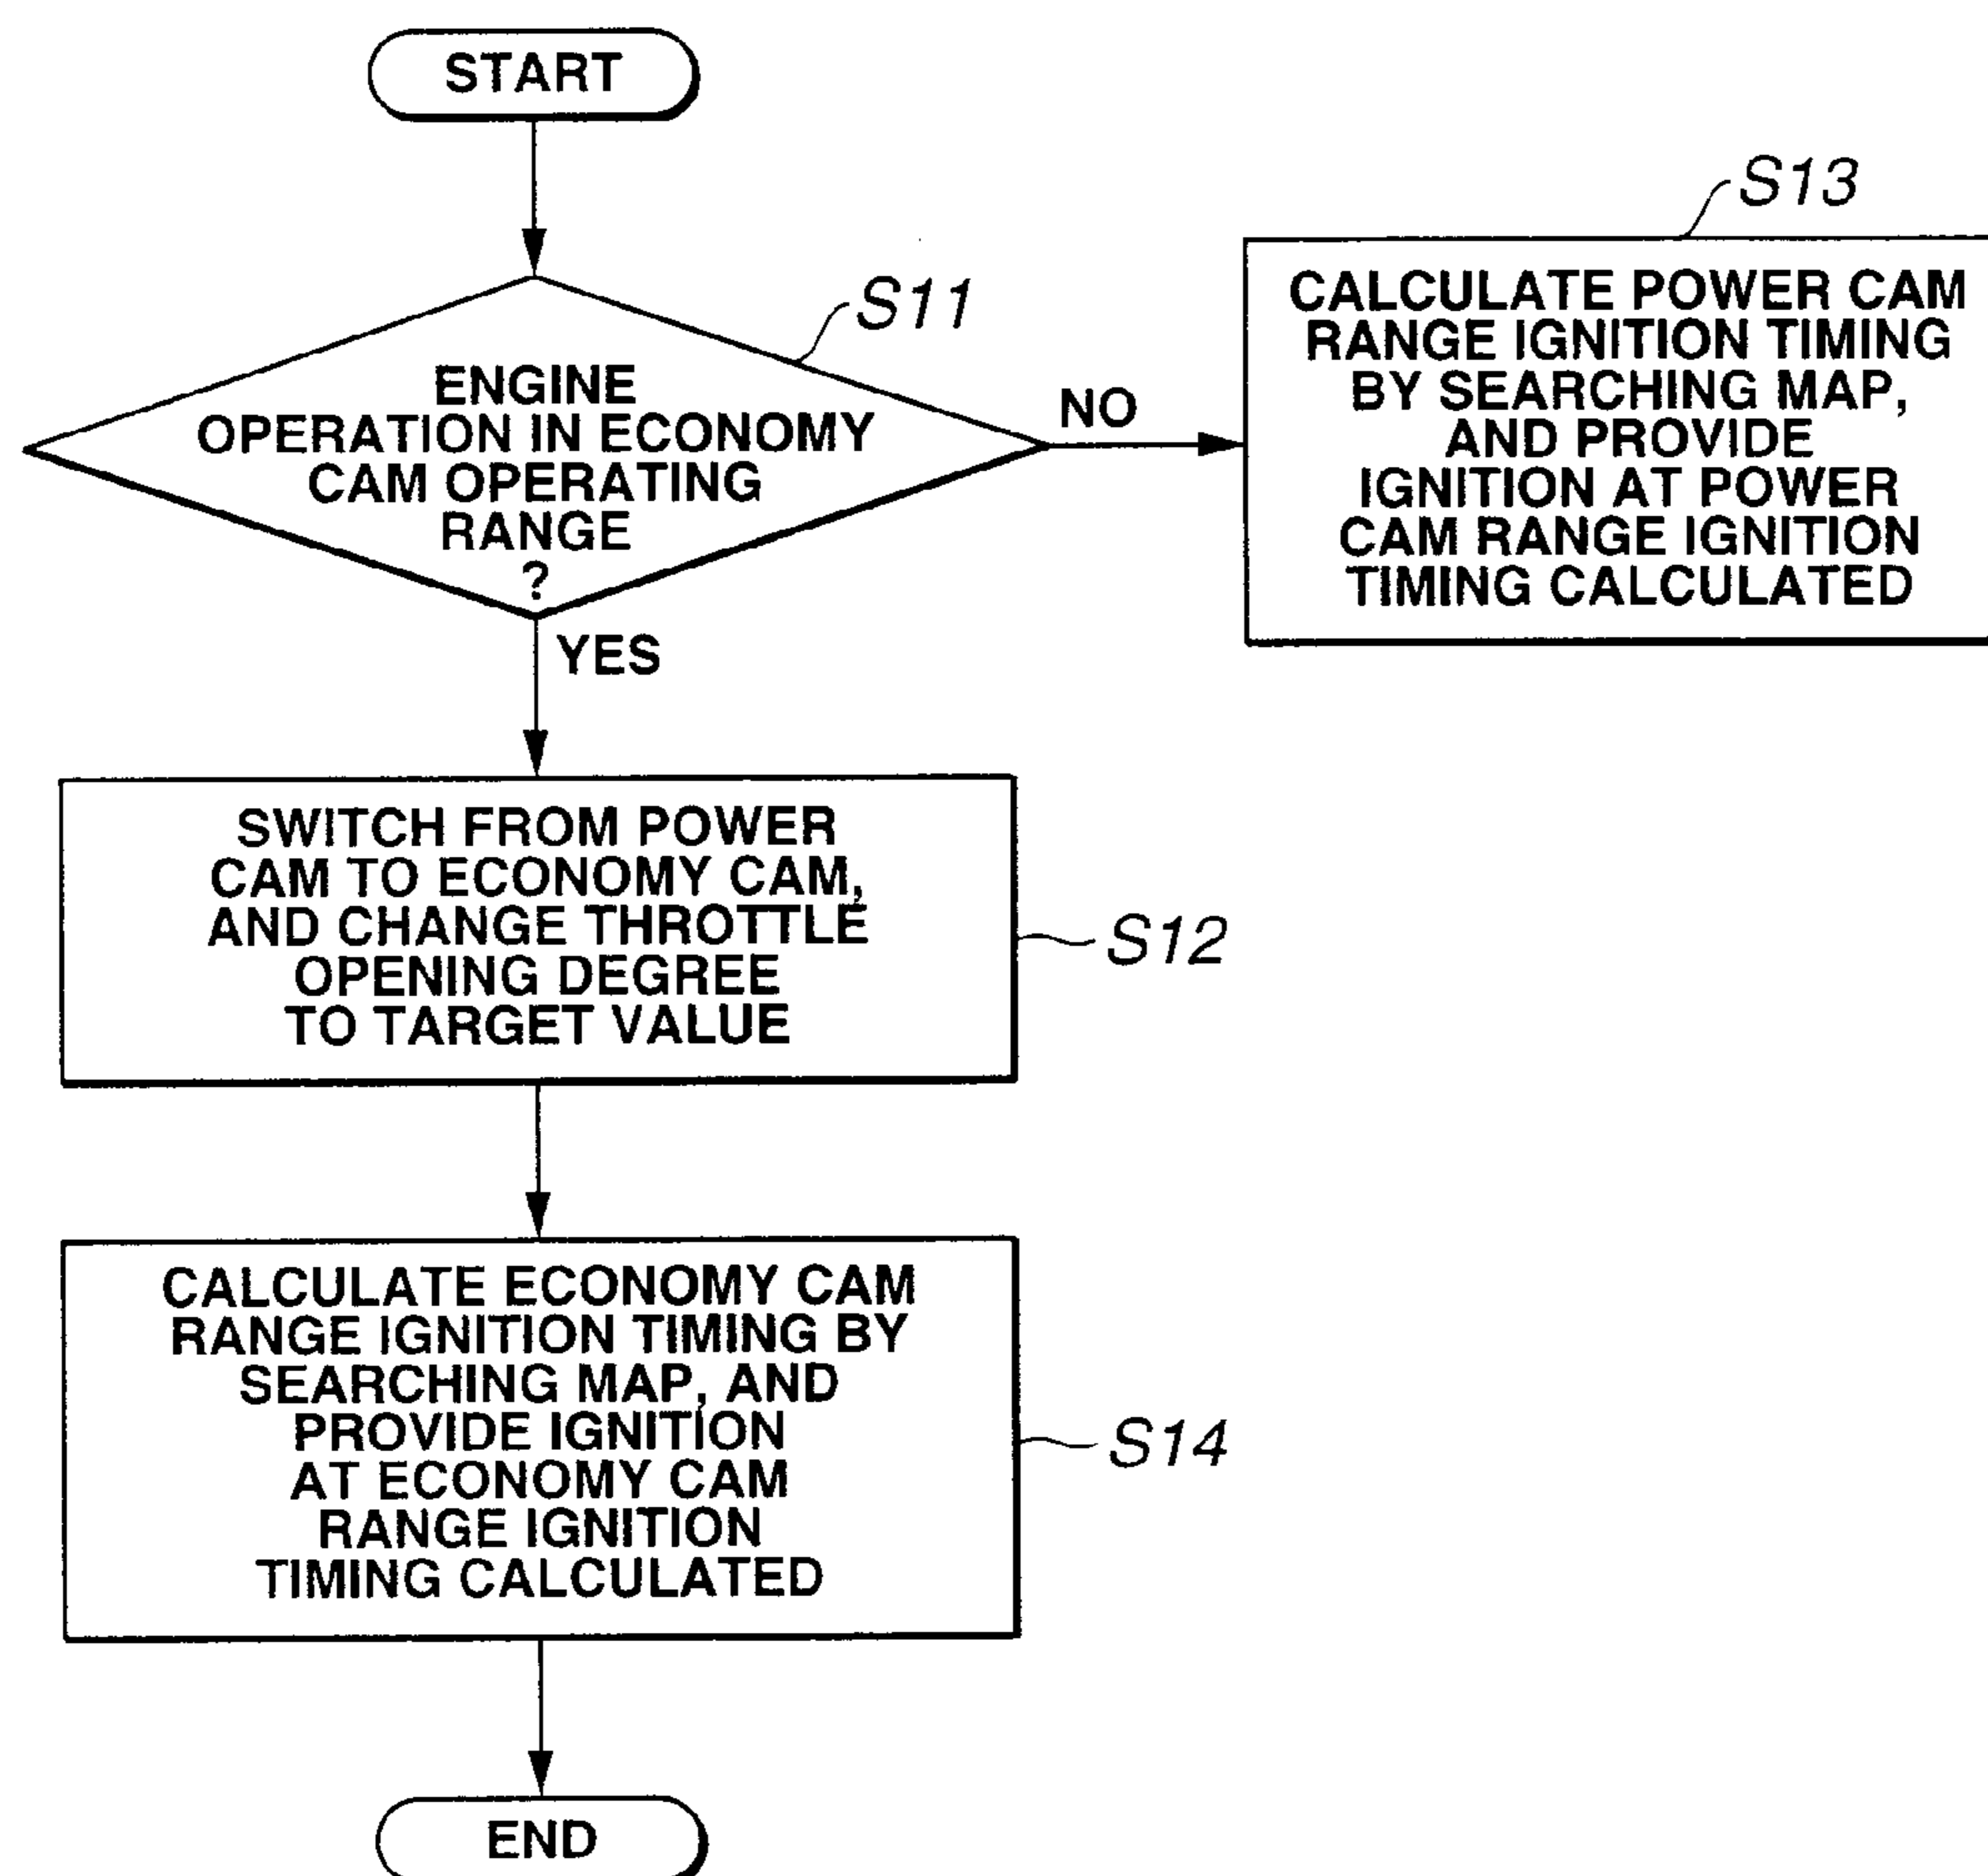 START
S11
ENGINE
OPERATION IN ECONOMY
CAM OPERATING
RANGE
?
NO
S13
CALCULATE POWER CAM
RANGE IGNITION TIMING
BY SEARCHING MAP,
AND PROVIDE
IGNITION AT POWER
CAM RANGE IGNITION
TIMING CALCULATED
YES
SWITCH FROM POWER
CAM TO ECONOMY CAM,
AND CHANGE THROTTLE
OPENING DEGREE
TO TARGET VALUE
S12
CALCULATE ECONOMY CAM
RANGE IGNITION TIMING BY
SEARCHING MAP, AND
PROVIDE IGNITION
AT ECONOMY CAM
RANGE IGNITION
TIMING CALCULATED
S14
END